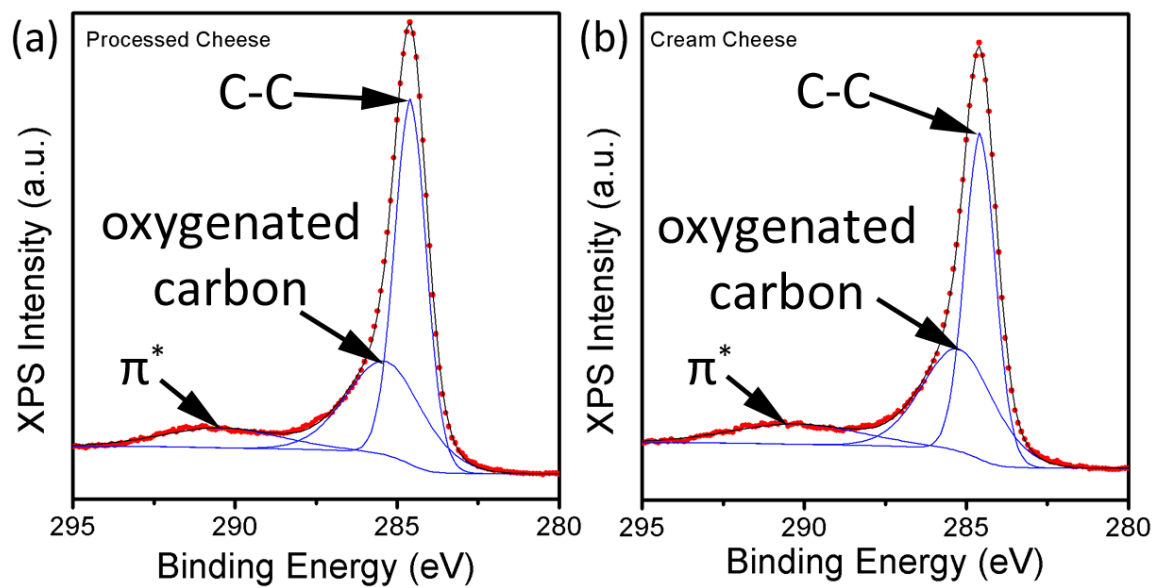 (a)
Processed Cheese
C-C
oxygenated
carbon
π*
XPS Intensity (a.u.)
295
290
285
280
Binding Energy (eV)
(b)
Cream Cheese
C-C
oxygenated
carbon
π*
XPS Intensity (a.u.)
295
290
285
280
Binding Energy (eV)